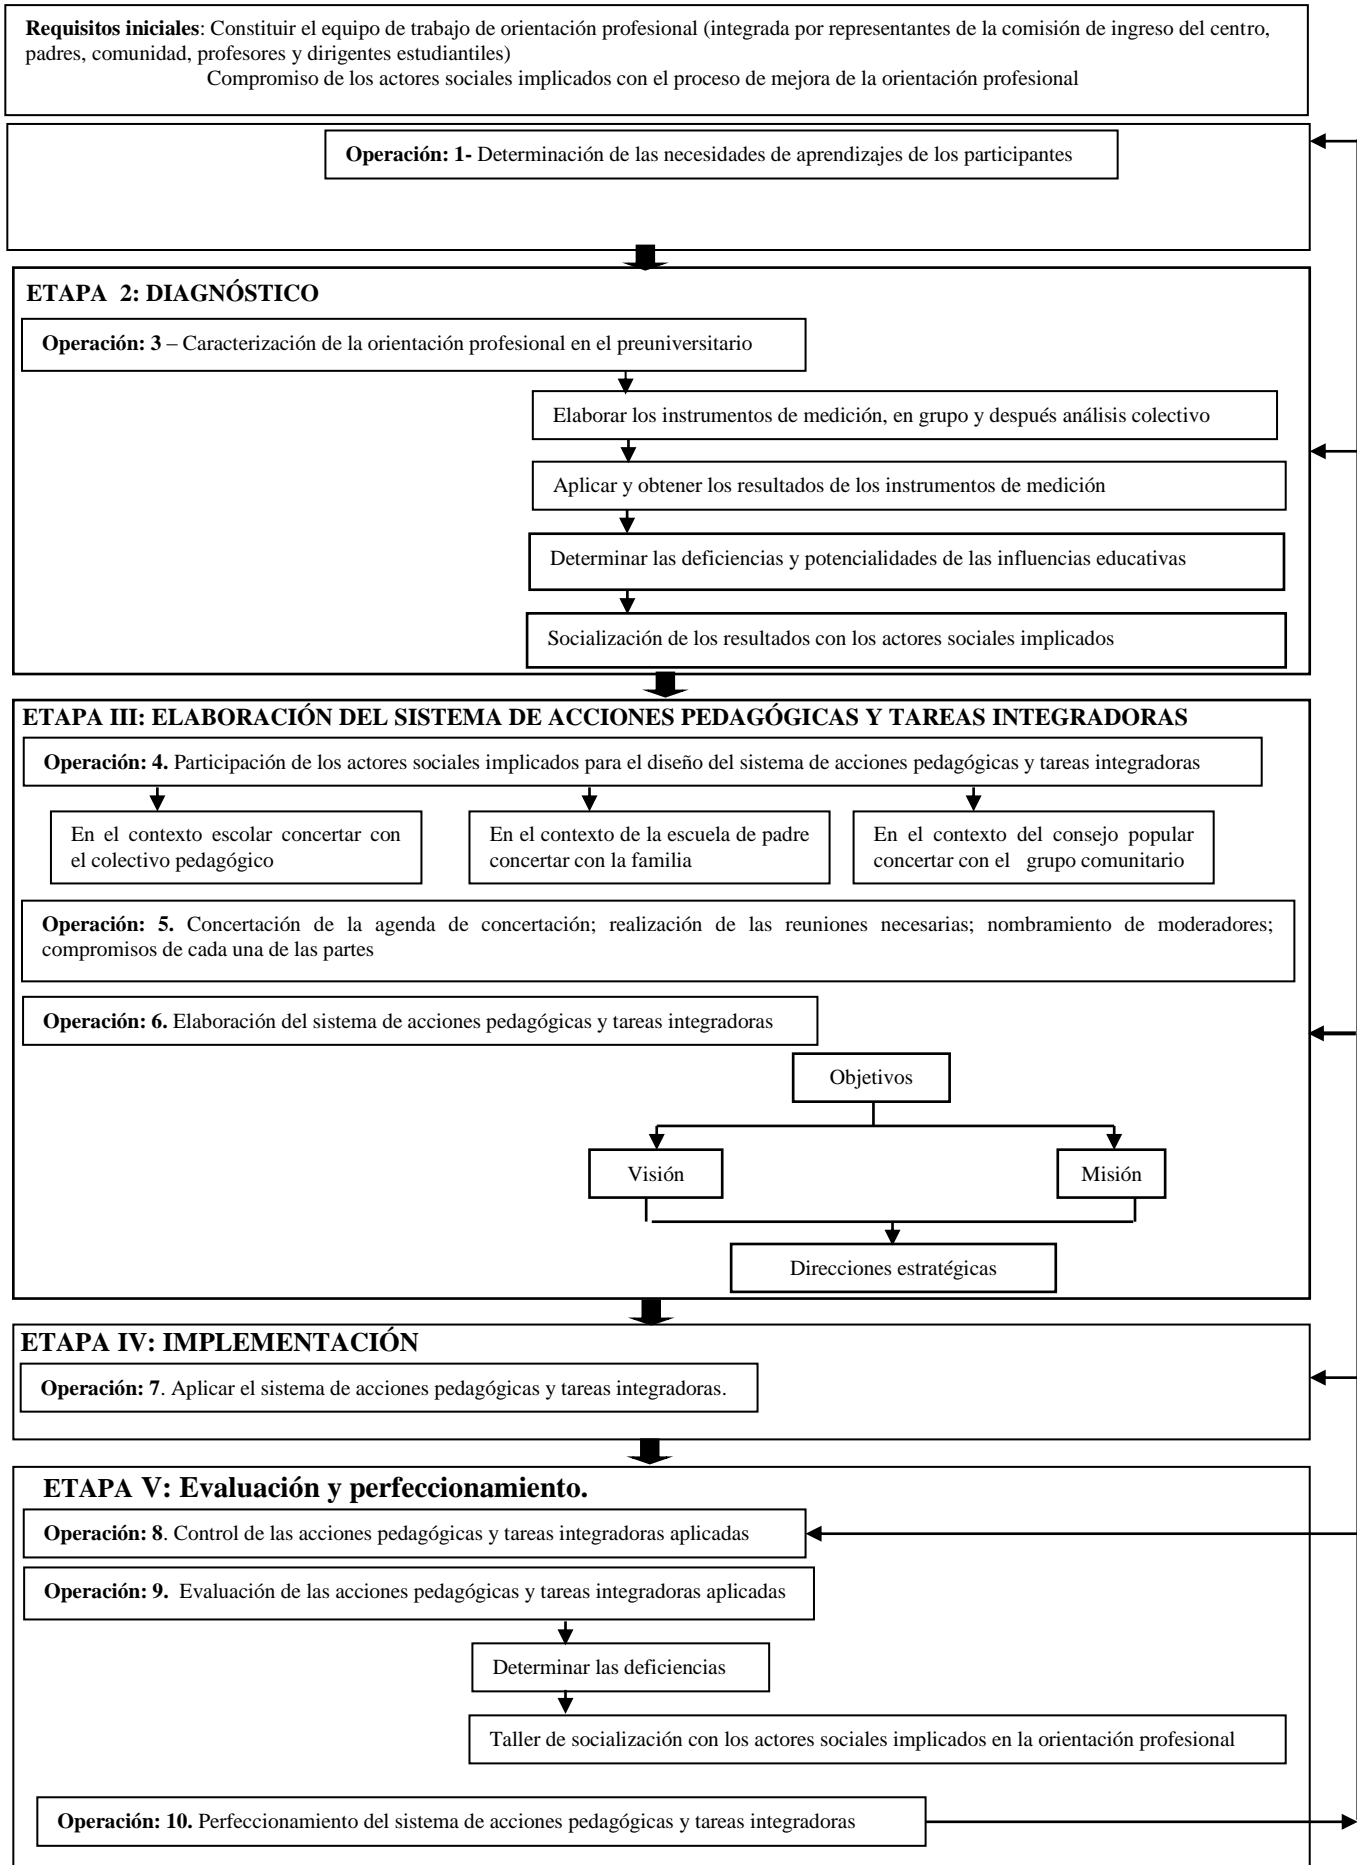 Requisitos iniciales: Constituir el equipo de trabajo de orientación profesional (integrada por representantes de la comisión de ingreso del centro,
padres, comunidad, profesores y dirigentes estudiantiles)
Compromiso de los actores sociales implicados con el proceso de mejora de la orientación profesional
Operación: 1- Determinación de las necesidades de aprendizajes de los participantes
ETAPA 2: DIAGNÓSTICO
Operación: 3 – Caracterización de la orientación profesional en el preuniversitario
Elaborar los instrumentos de medición, en grupo y después análisis colectivo
Aplicar y obtener los resultados de los instrumentos de medición
Determinar las deficiencias y potencialidades de las influencias educativas
Socialización de los resultados con los actores sociales implicados
ETAPA III: ELABORACIÓN DEL SISTEMA DE ACCIONES PEDAGÓGICAS Y TAREAS INTEGRADORAS
Operación: 4. Participación de los actores sociales implicados para el diseño del sistema de acciones pedagógicas y tareas integradoras
En el contexto escolar concertar con
el colectivo pedagógico
En el contexto de la escuela de padre
concertar con la familia
En el contexto del consejo popular
concertar con el grupo comunitario
Operación: 5. Concertación de la agenda de concertación; realización de las reuniones necesarias; nombramiento de moderadores;
compromisos de cada una de las partes
Operación: 6. Elaboración del sistema de acciones pedagógicas y tareas integradoras
Objetivos
Visión
Misión
Direcciones estratégicas
ETAPA IV: IMPLEMENTACIÓN
Operación: 7. Aplicar el sistema de acciones pedagógicas y tareas integradoras.
ETAPA V: Evaluación y perfeccionamiento.
Operación: 8. Control de las acciones pedagógicas y tareas integradoras aplicadas
Operación: 9. Evaluación de las acciones pedagógicas y tareas integradoras aplicadas
Determinar las deficiencias
Taller de socialización con los actores sociales implicados en la orientación profesional
Operación: 10. Perfeccionamiento del sistema de acciones pedagógicas y tareas integradoras